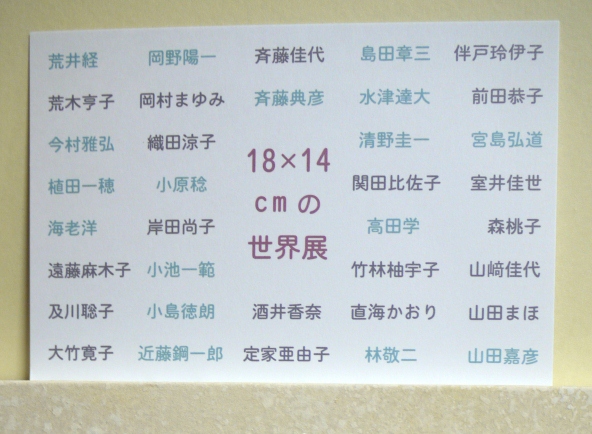 荒井経
荒木亨子
今村雅弘
植田一穂
海老洋
遠藤麻木子
及川聡子
大竹寛子
岡野陽一
岡村まゆみ
織田涼子
小原稔
岸田尚子
小池一範
小島徳朗
近藤鋼一郎
斉藤佳代
斉藤典彦
18×14
cmの
世界展
酒井香奈
定家亜由子
島田章三
水津達大
清野圭一
関田比佐子
高田学
竹林柚宇子
直海かおり
林敬二
伴戸玲伊子
前田恭子
宮島弘道
室井佳世
森桃子
山﨑佳代
山田まほ
山田嘉彦